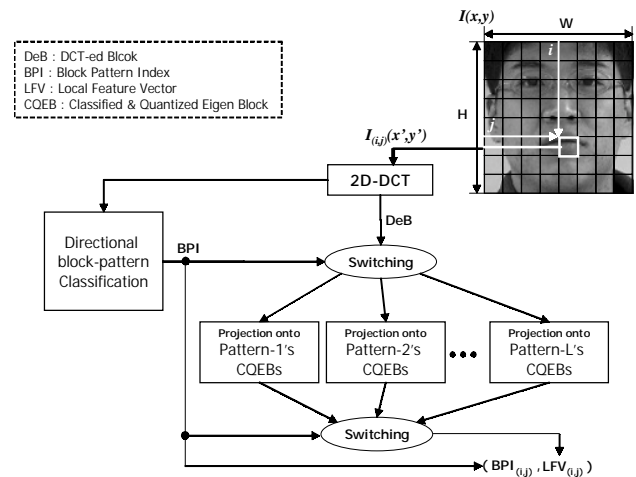 I(x,y)
W
DeB : DCT-ed Blcok
BPI : Block Pattern Index
LFV : Local Feature Vector
CQEB : Classified & Quantized Eigen Block
i
H
j
I(i,j)(x',y')
2D-DCT
DeB
Directional
block-pattern
Classification
BPI
Switching
Projection onto
Pattern-1's
CQEBs
Projection onto
Pattern-2's
CQEBs
Projection onto
Pattern-L's
CQEBs
Switching
( BPI(i,j) , LFV(i,j) )